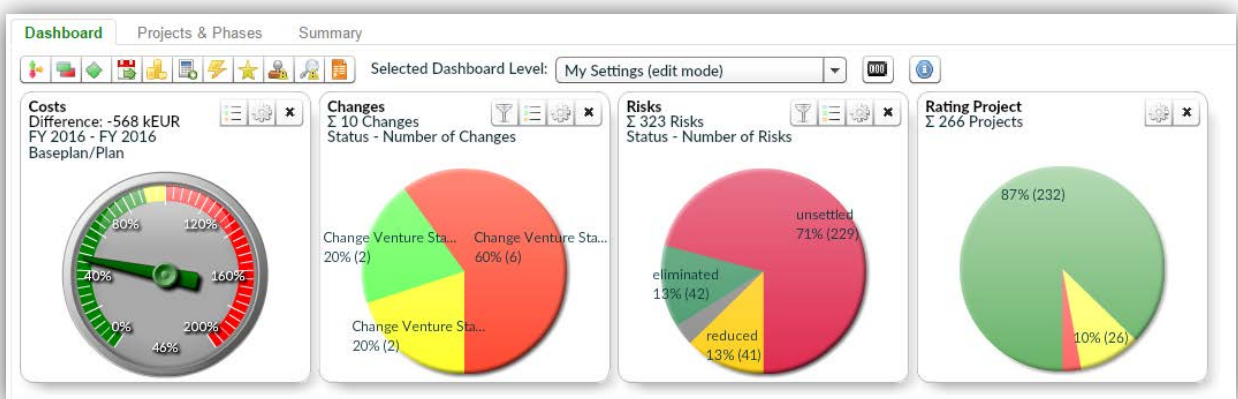 Dashboard Projects & Phases Summary
Selected Dashboard Level: My Settings (edit mode)
Costs
Difference: -568 kEUR
FY 2016 - FY 2016
Baseplan/Plan
80% 120%
40% 160%
0% 200%
46%
Changes
Σ 10 Changes
Status - Number of Changes
Change Venture Sta...
20% (2)
Change Venture Sta...
60% (6)
Change Venture Sta...
20% (2)
Risks
Σ 323 Risks
Status - Number of Risks
unsettled
71% (229)
eliminated
13% (42)
reduced
13% (41)
Rating Project
Σ 266 Projects
87% (232)
10% (26)